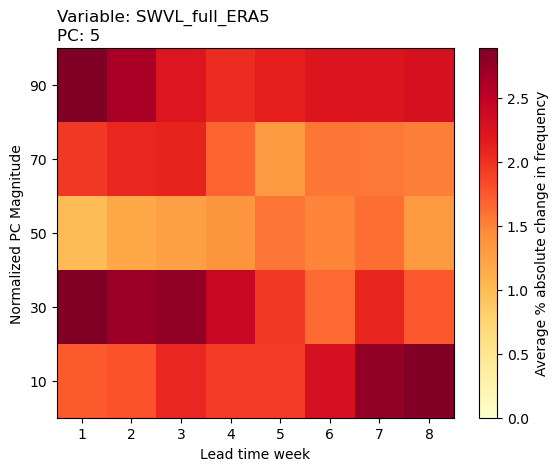 Variable: SWVL_full_ERA5
PC: 5
90
70
50
30
10
Normalized PC Magnitude
1 2 3 4 5 6 7 8
Lead time week
2.5
2.0
1.5
1.0
0.5
0.0
Average % absolute change in frequency